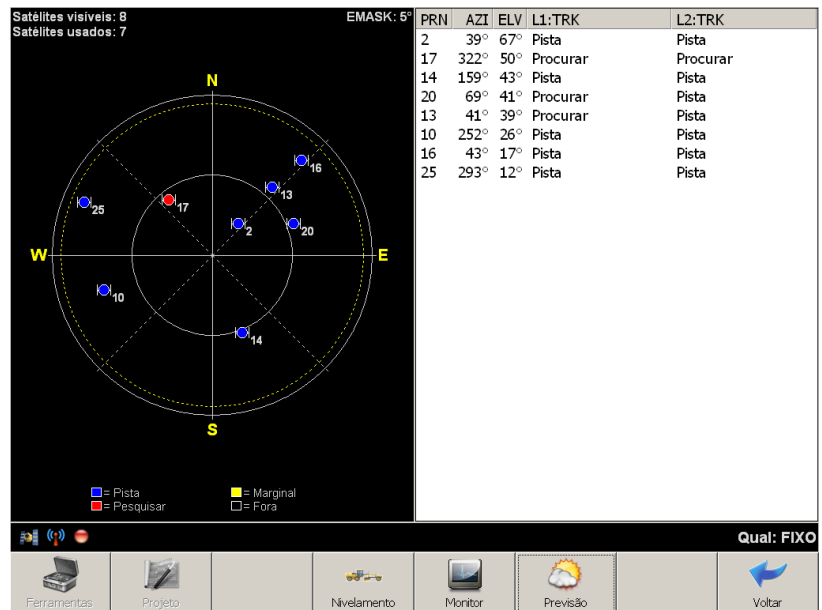 Satélites visíveis: 8
EMASK: 5°
Satélites usados: 7
N
16
13
25
17
2
20
W
E
10
14
S
= Pista
= Marginal
= Pesquisar
= Fora
PRN AZI ELV L1:TRK L2:TRK
2 39° 67° Pista Pista
17 322° 50° Procurar Procurar
14 159° 43° Pista Pista
20 69° 41° Procurar Pista
13 41° 39° Procurar Pista
10 252° 26° Pista Pista
16 43° 17° Pista Pista
25 293° 12° Pista Pista
Qual: FIXO
Ferramentas
Projeto
Nivelamento
Monitor
Previsão
Voltar